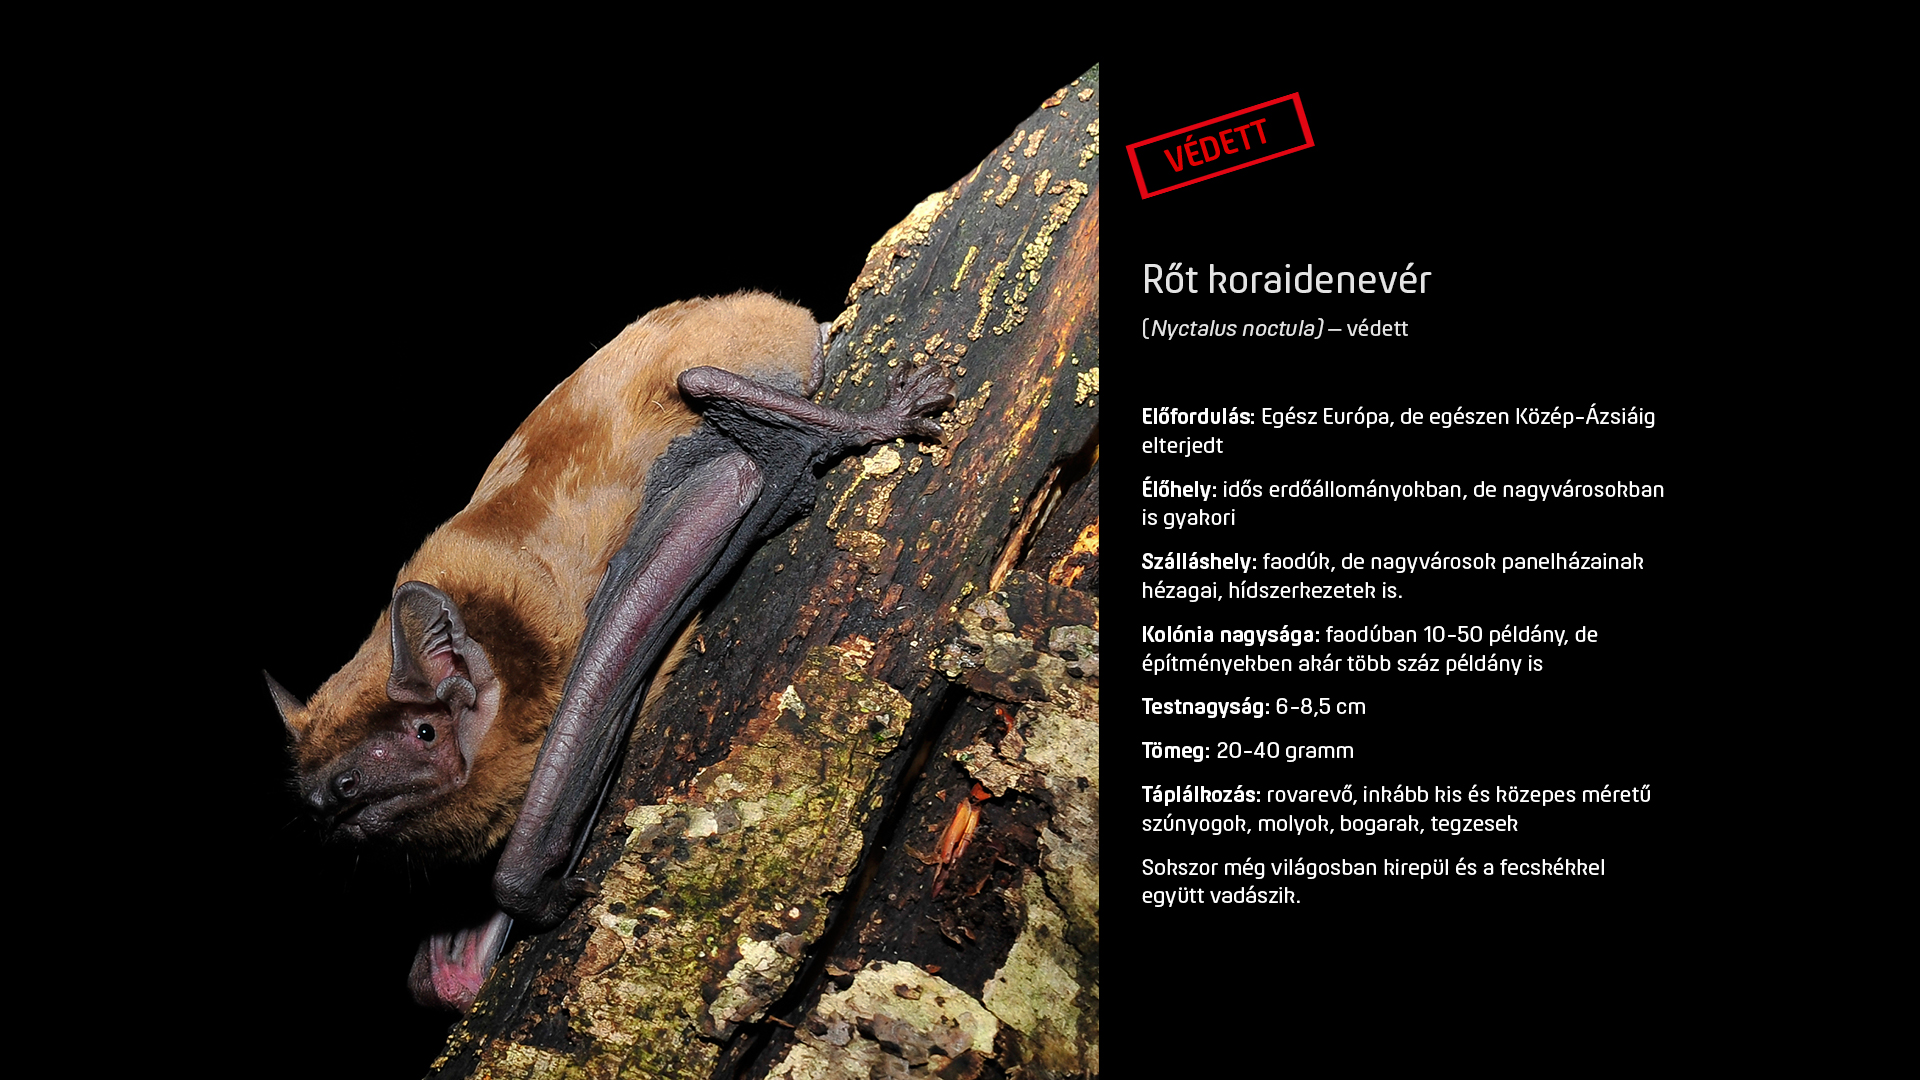 VÉDETT
Rőt koraidenevér
(Nyctalus noctula) – védett
Előfordulás: Egész Európa, de egészen Közép-Ázsiáig
elterjedt
Élőhely: idős erdőállományokban, de nagyvárosokban
is gyakori
Szálláshely: faodúk, de nagyvárosok panelházainak
hézagai, hídszerkezetek is.
Kolónia nagysága: faodúban 10-50 példány, de
építményekben akár több száz példány is
Testnagyság: 6-8,5 cm
Tömeg: 20-40 gramm
Táplálkozás: rovarevő, inkább kis és közepes méretű
szúnyogok, molyok, bogarak, tegzesek
Sokszor még világosban kirepül és a fecskékkel
együtt vadászik.